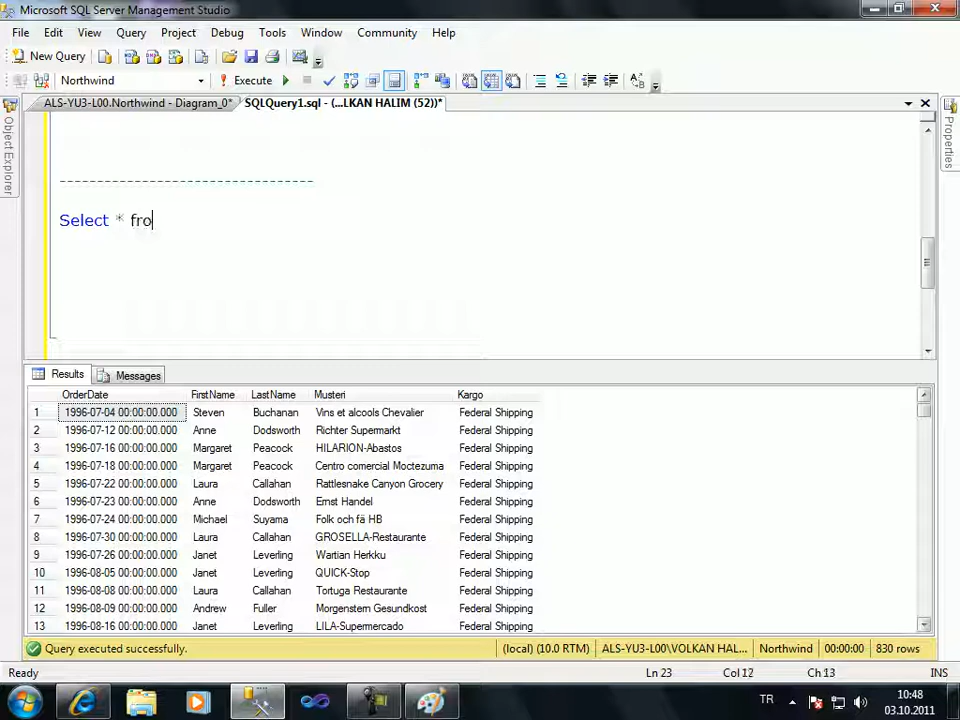 Microsoft SQL Server Management Studio
File Edit View Query Project Debug Tools Window Community Help
New Query
Northwind Execute
ALS-YU3-L00.Northwind - Diagram_0* SQLQuery1.sql - (...LKAN HALIM (52))*
Object Explorer
Properties
--------------------------------
Select * fro
Results Messages
OrderDate FirstName LastName Musteri Kargo
1 1996-07-04 00:00:00.000 Steven Buchanan Vins et alcools Chevalier Federal Shipping
2 1996-07-12 00:00:00.000 Anne Dodsworth Richter Supermarkt Federal Shipping
3 1996-07-16 00:00:00.000 Margaret Peacock HILARION-Abastos Federal Shipping
4 1996-07-18 00:00:00.000 Margaret Peacock Centro comercial Moctezuma Federal Shipping
5 1996-07-22 00:00:00.000 Laura Callahan Rattlesnake Canyon Grocery Federal Shipping
6 1996-07-23 00:00:00.000 Anne Dodsworth Ernst Handel Federal Shipping
7 1996-07-24 00:00:00.000 Michael Suyama Folk och fä HB Federal Shipping
8 1996-07-30 00:00:00.000 Laura Callahan GROSELLA-Restaurante Federal Shipping
9 1996-07-26 00:00:00.000 Janet Leverling Wartian Herkku Federal Shipping
10 1996-08-05 00:00:00.000 Janet Leverling QUICK-Stop Federal Shipping
11 1996-08-08 00:00:00.000 Laura Callahan Tortuga Restaurante Federal Shipping
12 1996-08-09 00:00:00.000 Andrew Fuller Morgenstern Gesundkost Federal Shipping
13 1996-08-16 00:00:00.000 Janet Leverling LILA-Supermercado Federal Shipping
Query executed successfully. (local) (10.0 RTM) ALS-YU3-L00\VOLKAN HAL... Northwind 00:00:00 830 rows
Ready Ln 23 Col 12 Ch 13 INS
TR 10:48
03.10.2011